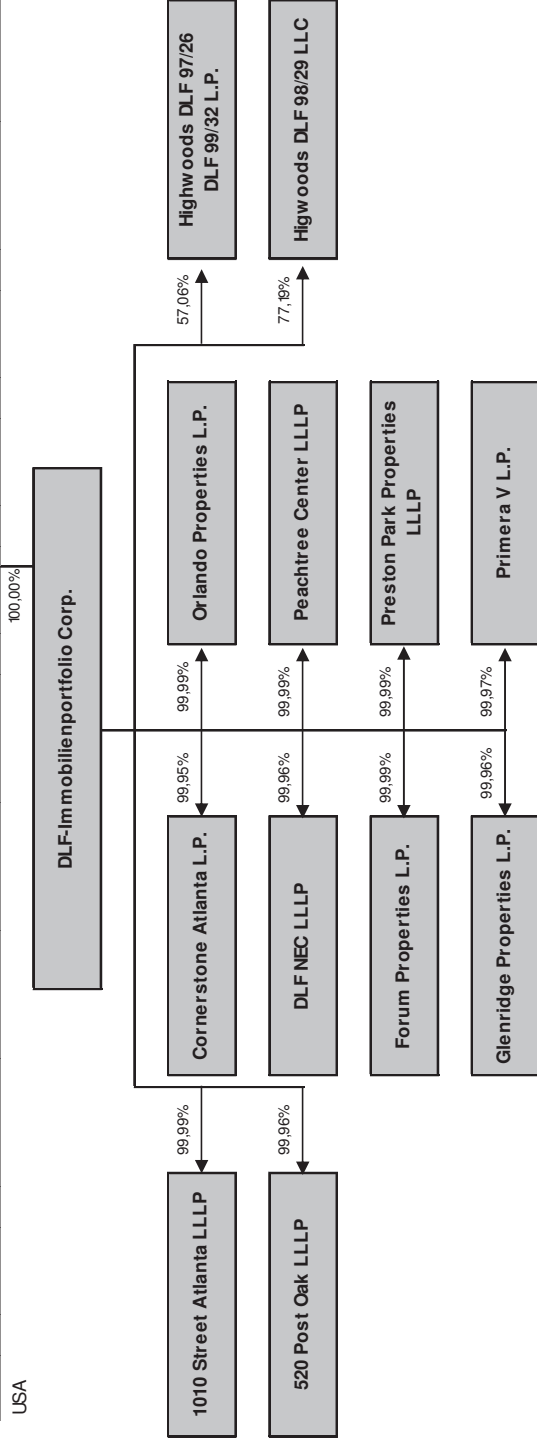 USA
100,00%
DLF-Immobilienportfolio Corp.
99,99%
1010 Street Atlanta LLLP
99,96%
520 Post Oak LLLP
99,95%
Cornerstone Atlanta L.P.
99,96%
DLF NEC LLLP
99,99%
Forum Properties L.P.
99,96%
Glenridge Properties L.P.
99,99%
Orlando Properties L.P.
99,99%
Peachtree Center LLLP
99,99%
Preston Park Properties
LLLP
99,97%
Primera V L.P.
57,06%
Highwoods DLF 97/26
DLF 99/32 L.P.
77,19%
Higwoods DLF 98/29 LLC